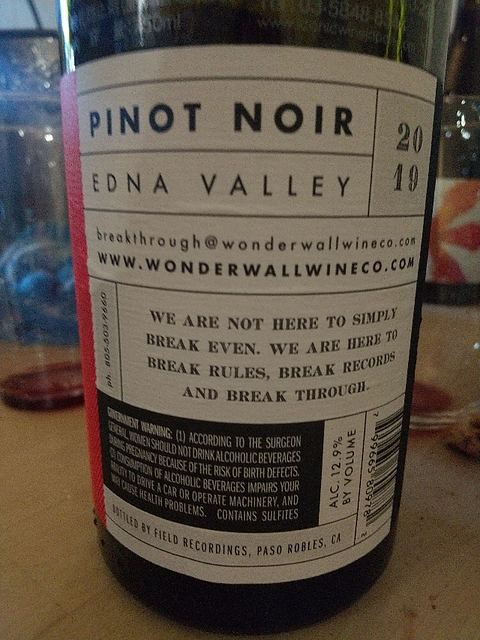 PINOT NOIR
2019
EDNA VALLEY
breakthrough@wonderwallwineco.com
WWW.WONDERWALLWINECO.COM
ph. 805-503-9660
WE ARE NOT HERE TO SIMPLY
BREAK EVEN. WE ARE HERE TO
BREAK RULES, BREAK RECORDS
AND BREAK THROUGH.
GOVERNMENT WARNING: (1) ACCORDING TO THE SURGEON
GENERAL, WOMEN SHOULD NOT DRINK ALCOHOLIC BEVERAGES
DURING PREGNANCY BECAUSE OF THE RISK OF BIRTH DEFECTS.
(2) CONSUMPTION OF ALCOHOLIC BEVERAGES IMPAIRS YOUR
ABILITY TO DRIVE A CAR OR OPERATE MACHINERY, AND
MAY CAUSE HEALTH PROBLEMS. CONTAINS SULFITES
ALC. 12.9%
BY VOLUME
BOTTLED BY FIELD RECORDINGS, PASO ROBLES, CA